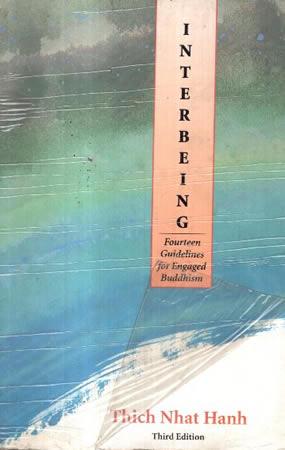 INTERBEING
Fourteen
Guidelines
for Engaged
Buddhism
Thich Nhat Hanh
Third Edition